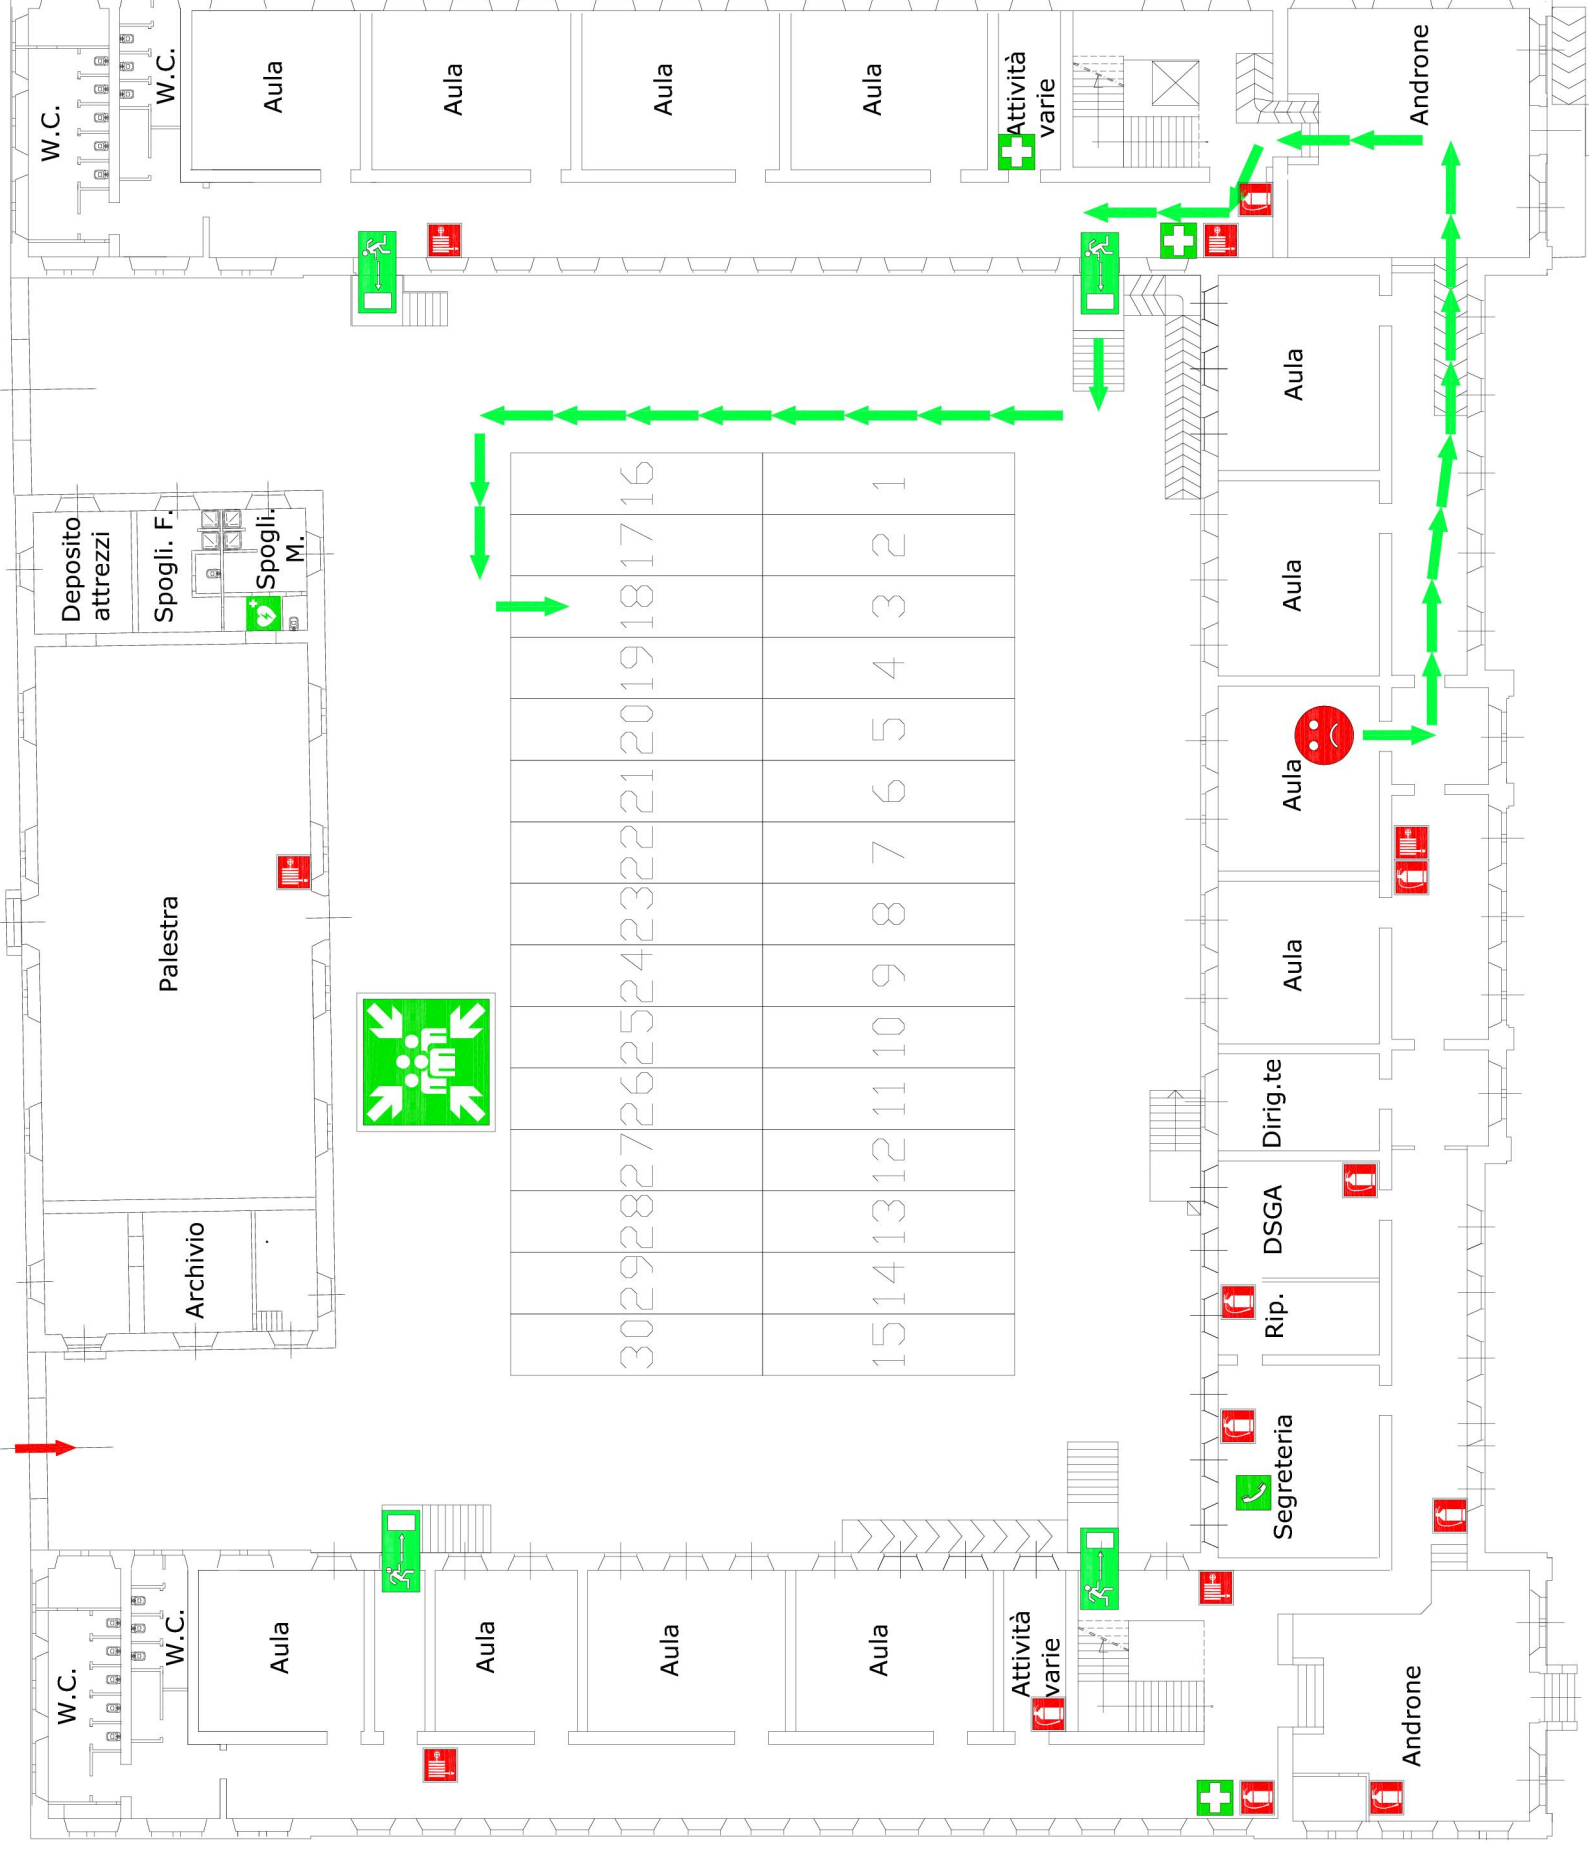 W.C.
W.C.
Aula
Aula
Aula
Aula
Attività
varie
Androne
Deposito
attrezzi
Spogli. F.
Spogli.
M.
Aula
Aula
Aula
Aula
Palestra
Archivio
16
17
18
19
20
21
22
23
24
25
26
27
28
29
30
1
2
3
4
5
6
7
8
9
10
11
12
13
14
15
Dirig.te
DSGA
Rip.
Segreteria
W.C.
W.C.
Aula
Aula
Aula
Aula
Attività
varie
Androne